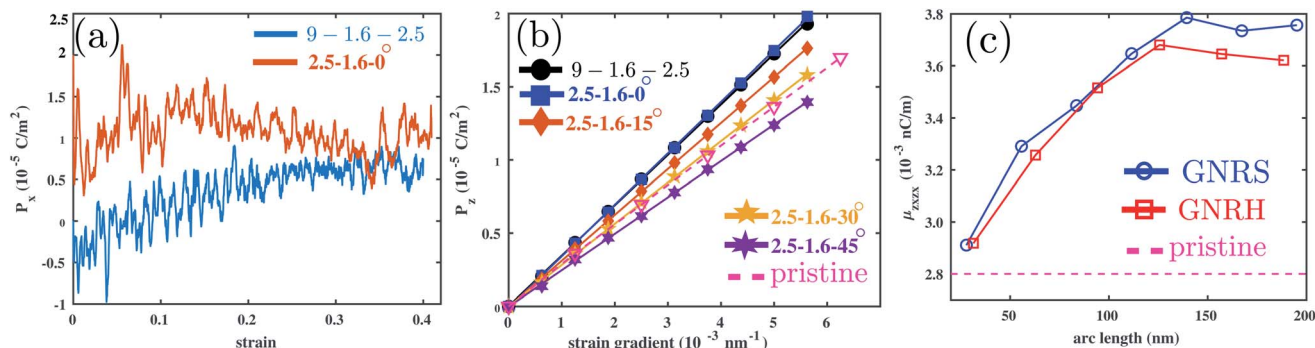 (a)
9 − 1.6 − 2.5
2.5-1.6-0°
P_x (10^-5 C/m^2)
2.5
2
1.5
1
0.5
0
-0.5
-1
0
0.1
0.2
0.3
0.4
strain
(b)
9 − 1.6 − 2.5
2.5-1.6-0°
2.5-1.6-15°
2.5-1.6-30°
2.5-1.6-45°
pristine
P_z (10^-5 C/m^2)
2
1.5
1
0.5
0
0
1
2
3
4
5
6
strain gradient (10^-3 nm^-1)
(c)
GNRS
GNRH
pristine
μ_zxzx (10^-3 nC/m)
3.8
3.6
3.4
3.2
3
2.8
2.6
50
100
150
200
arc length (nm)